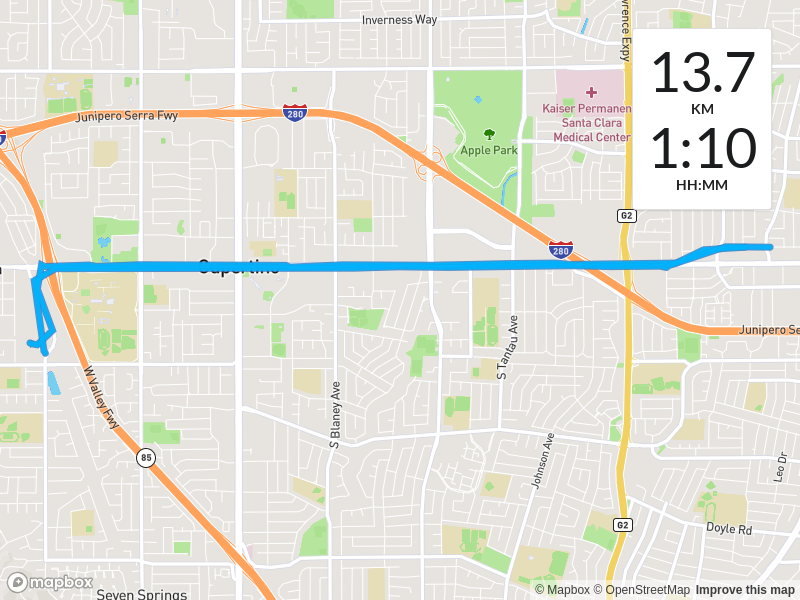 Inverness Way
wrence Expy
13.7
KM
1:10
HH:MM
Junipero Serra Fwy
280
Kaiser Permanen
Santa Clara
Medical Center
Apple Park
G2
280
Cupertino
Junipero Se
S Tantau Ave
W Valley Fwy
S Blaney Ave
85
Johnson Ave
Leo Dr
G2
Doyle Rd
mapbox
Seven Springs
© Mapbox © OpenStreetMap Improve this map